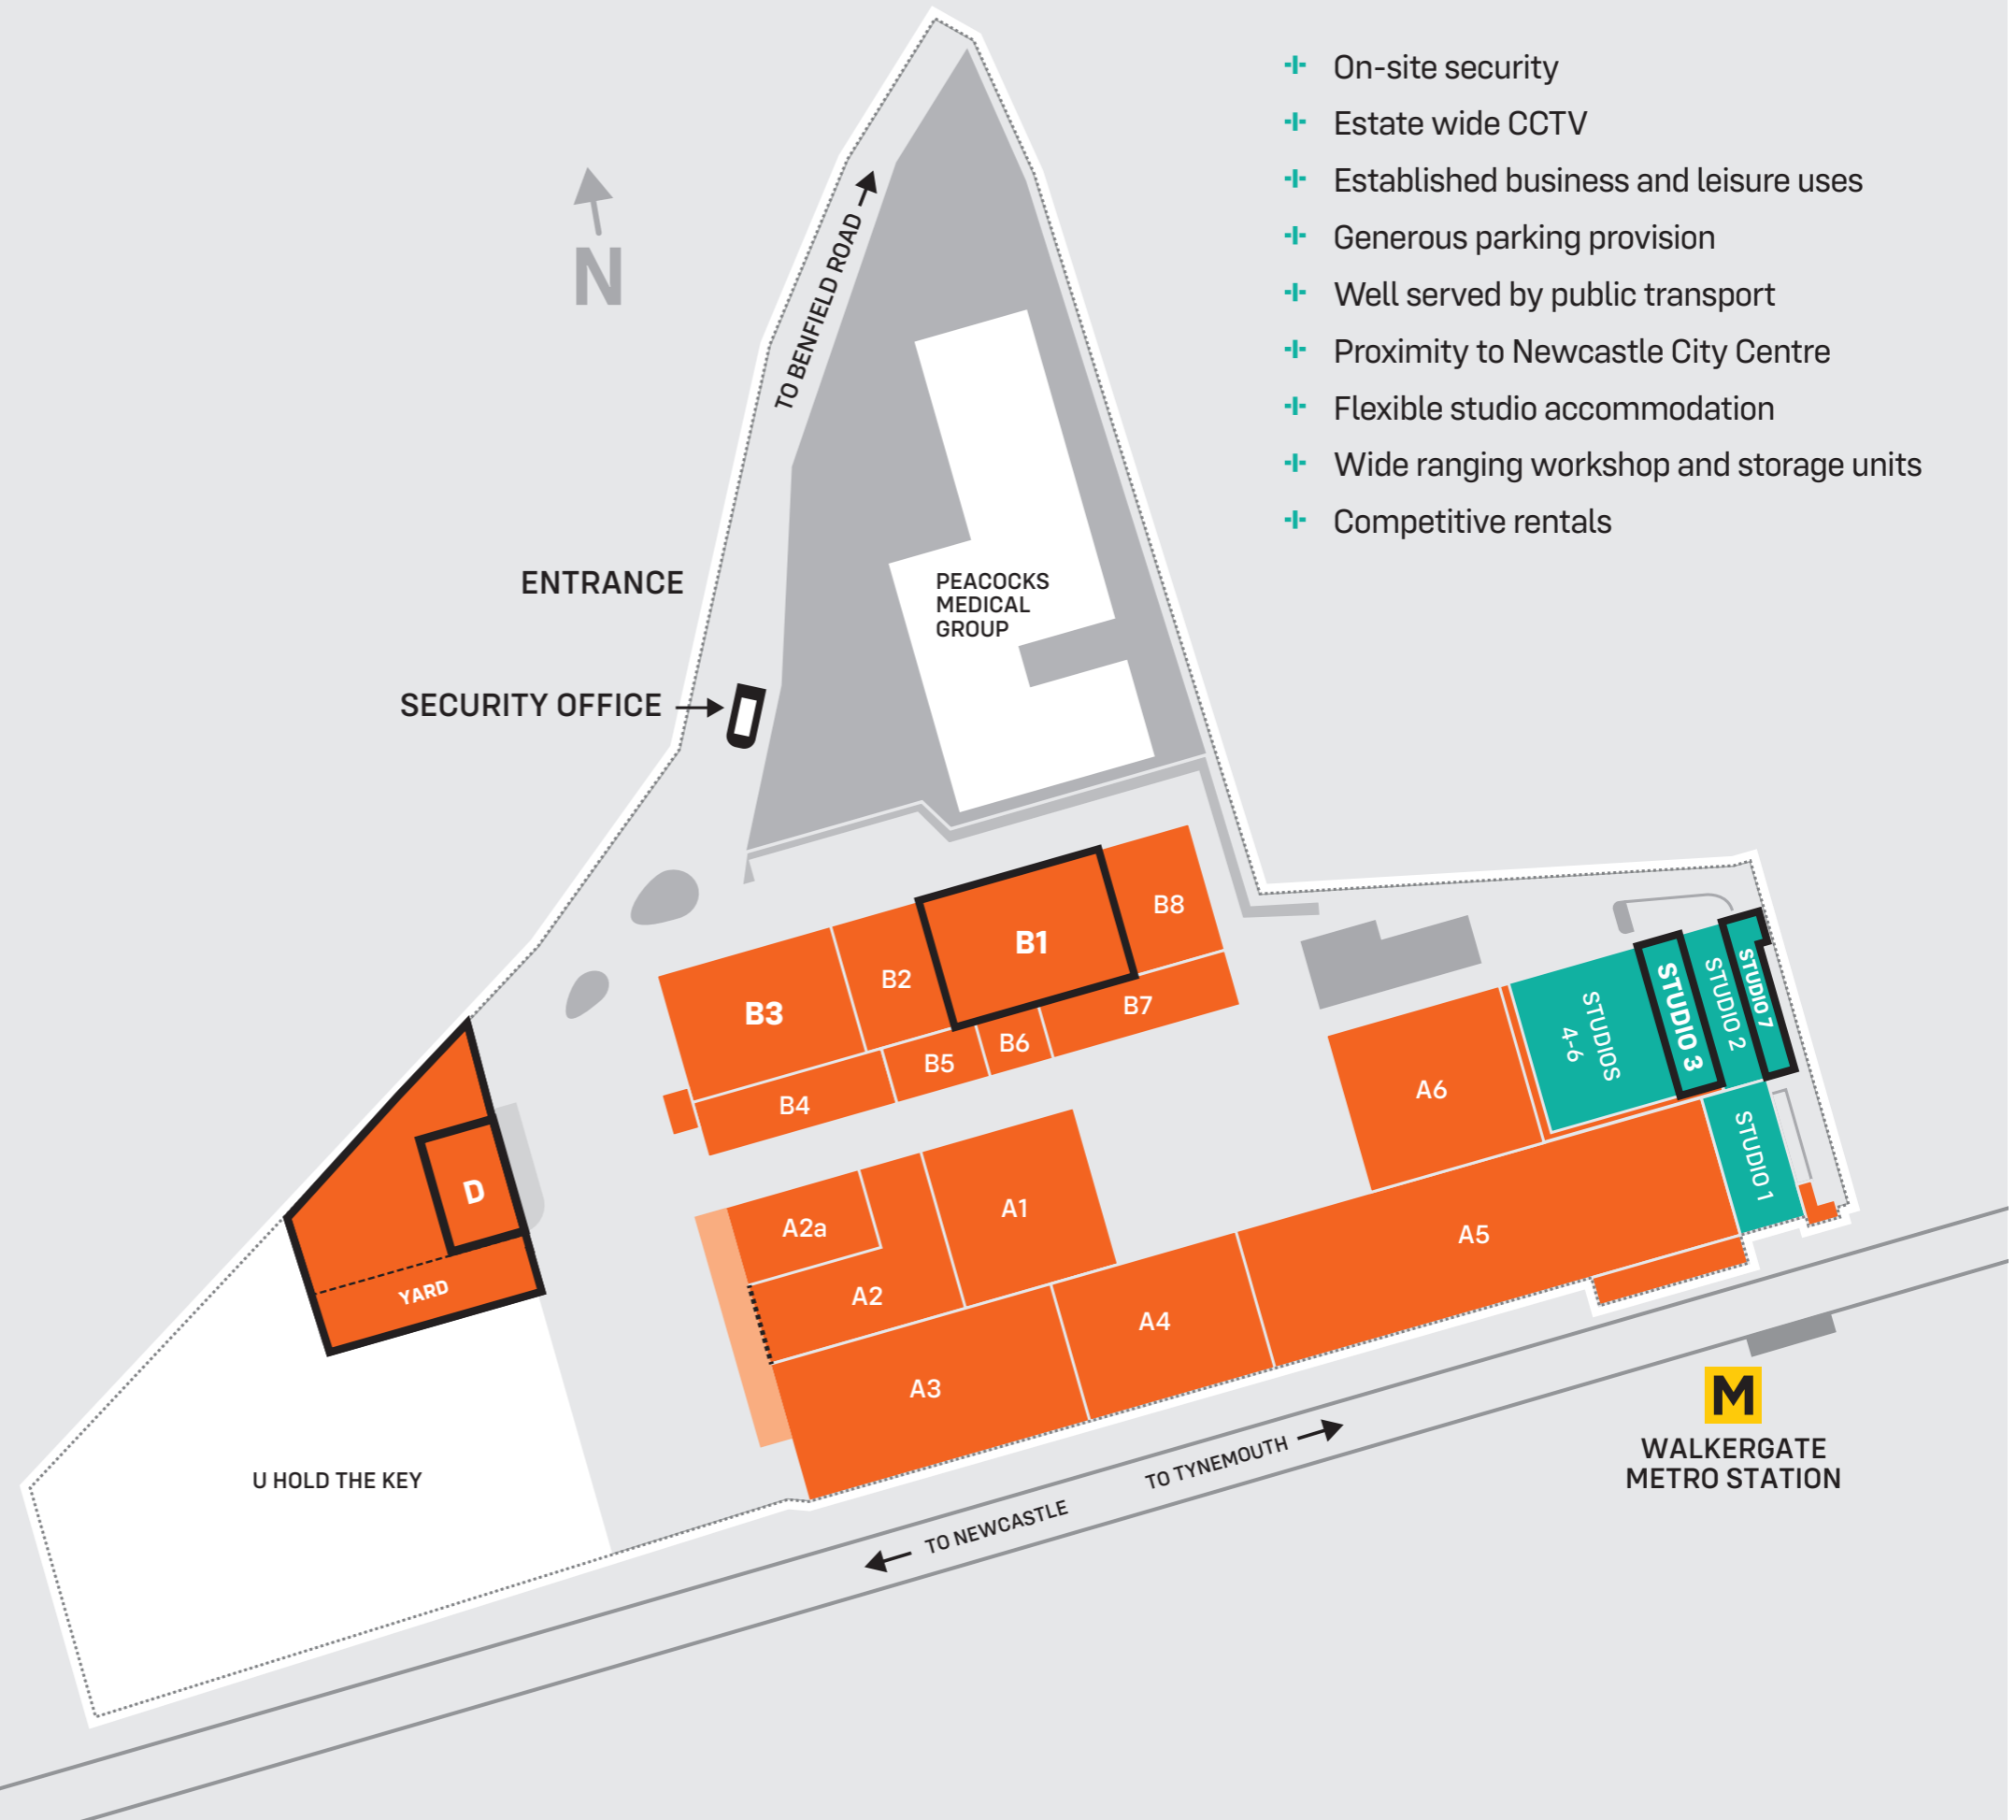 On-site security
Estate wide CCTV
Established business and leisure uses
Generous parking provision
Well served by public transport
Proximity to Newcastle City Centre
Flexible studio accommodation
Wide ranging workshop and storage units
Competitive rentals
N
TO BENFIELD ROAD
ENTRANCE
PEACOCKS
MEDICAL
GROUP
SECURITY OFFICE
B8
B1
B2
B3
B7
B6
B5
B4
STUDIO 7
STUDIO 2
STUDIO 3
STUDIOS
4-6
A6
STUDIO 1
D
YARD
A1
A2a
A2
A5
A4
A3
U HOLD THE KEY
TO TYNEMOUTH
TO NEWCASTLE
M
WALKERGATE
METRO STATION